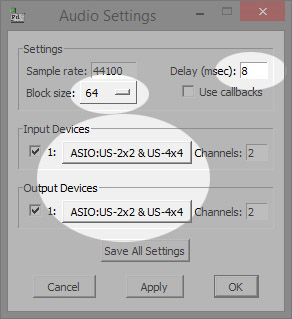 Pd
Audio Settings
Settings
Sample rate: 44100 Delay (msec): 8
Block size: 64 Use callbacks
Input Devices
1: ASIO:US-2x2 & US-4x4 Channels: 2
Output Devices
1: ASIO:US-2x2 & US-4x4 Channels: 2
Save All Settings
Cancel Apply OK